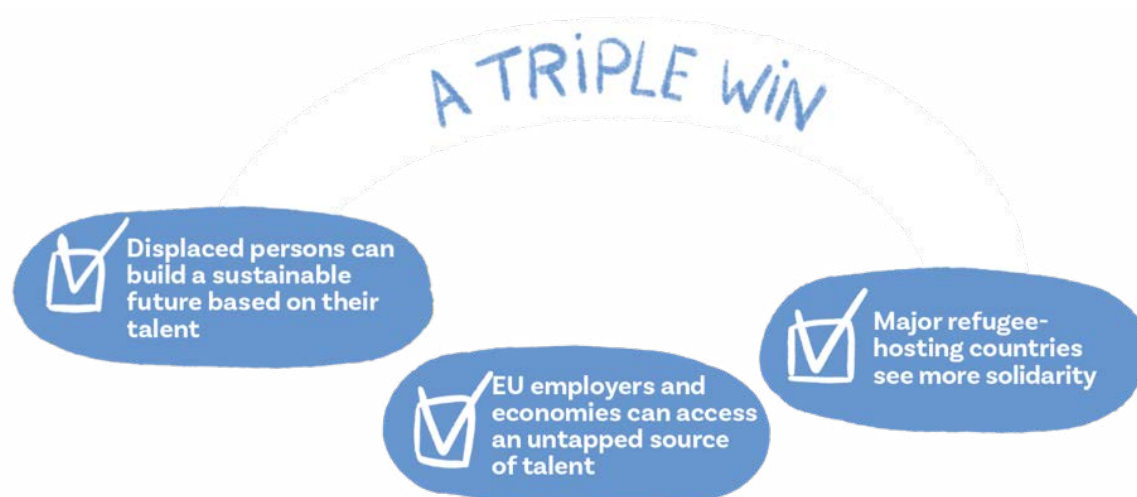 A TRiPLE WiN
Displaced persons can
build a sustainable
future based on their
talent
EU employers and
economies can access
an untapped source
of talent
Major refugee-
hosting countries
see more solidarity